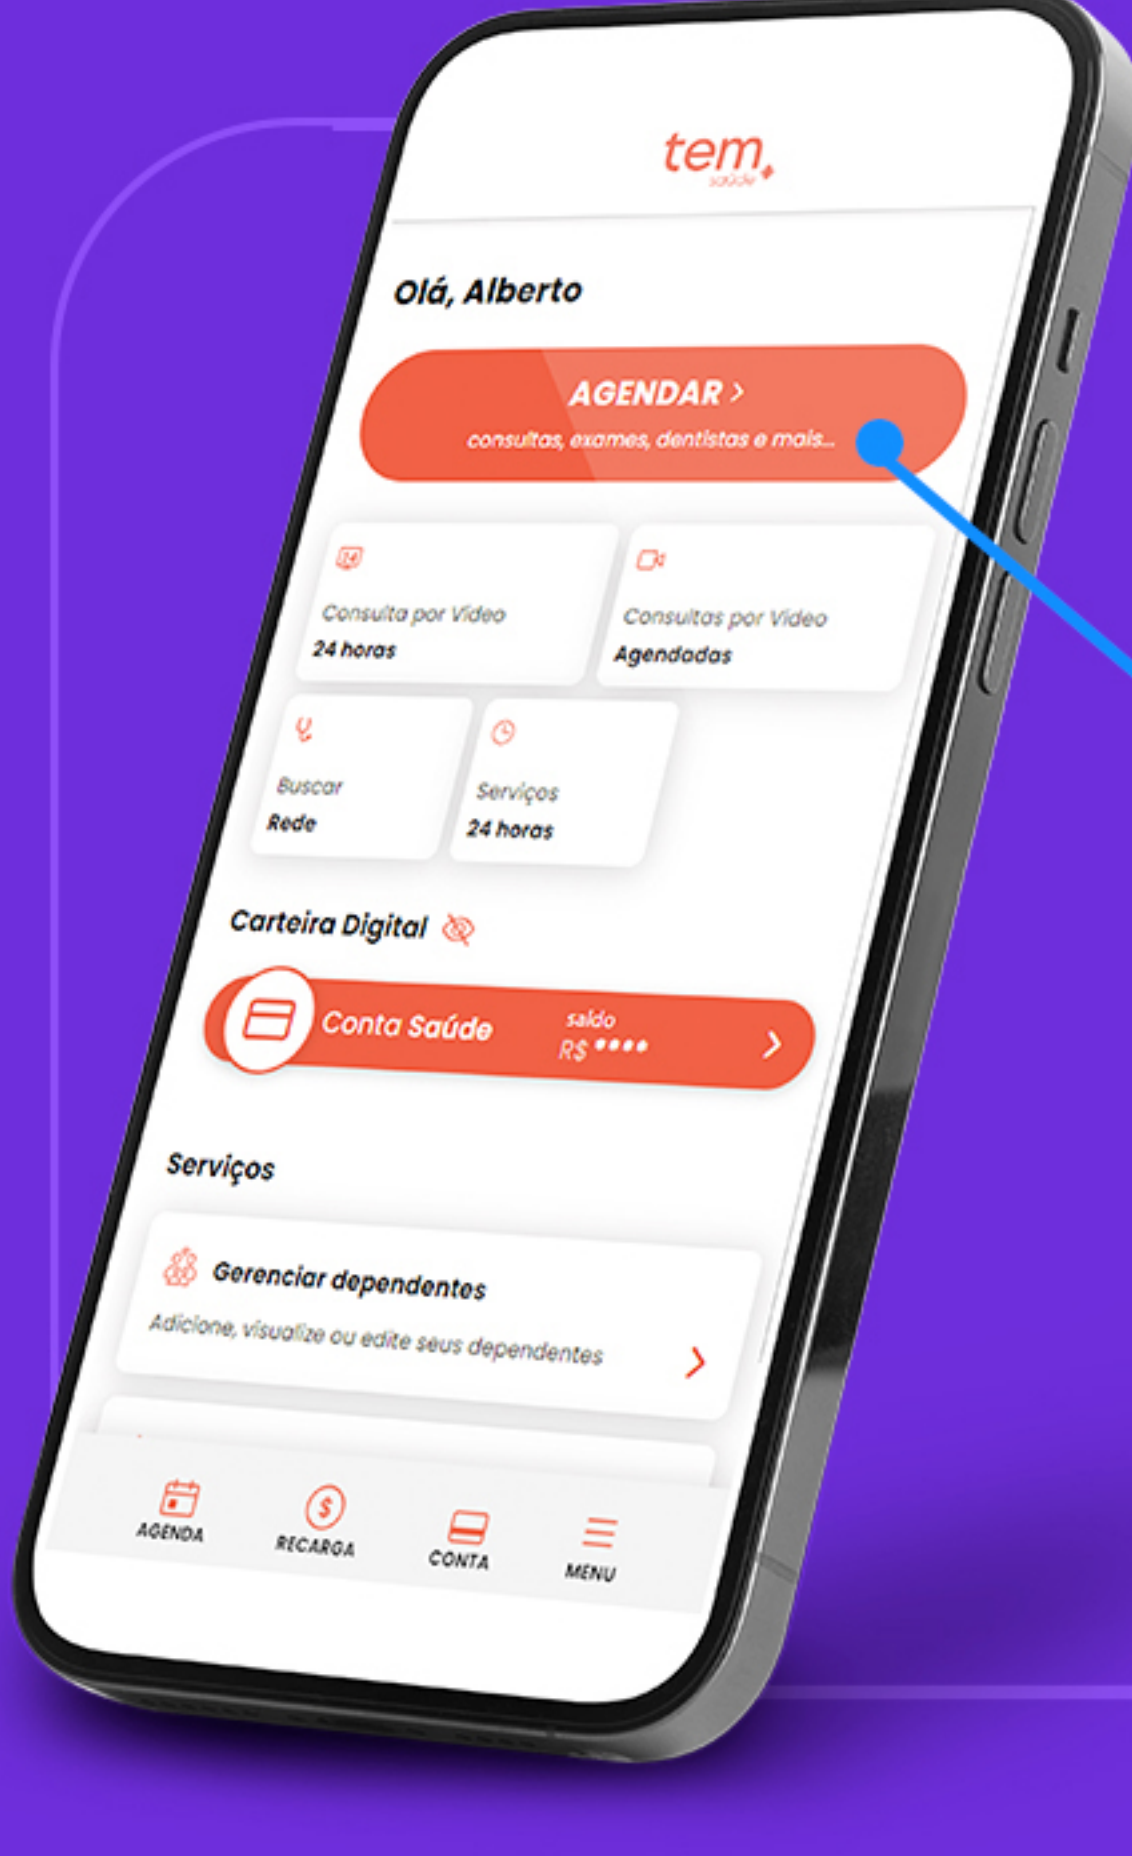 tem
saúde
Olá, Alberto
AGENDAR >
consultas, exames, dentistas e mais...
24
Consulta por Vídeo
24 horas
Consultas por Vídeo
Agendadas
Buscar
Rede
Serviços
24 horas
Carteira Digital
Conta Saúde
saldo
R$ ••••
Serviços
Gerenciar dependentes
Adicione, visualize ou edite seus dependentes
AGENDA
RECARGA
CONTA
MENU